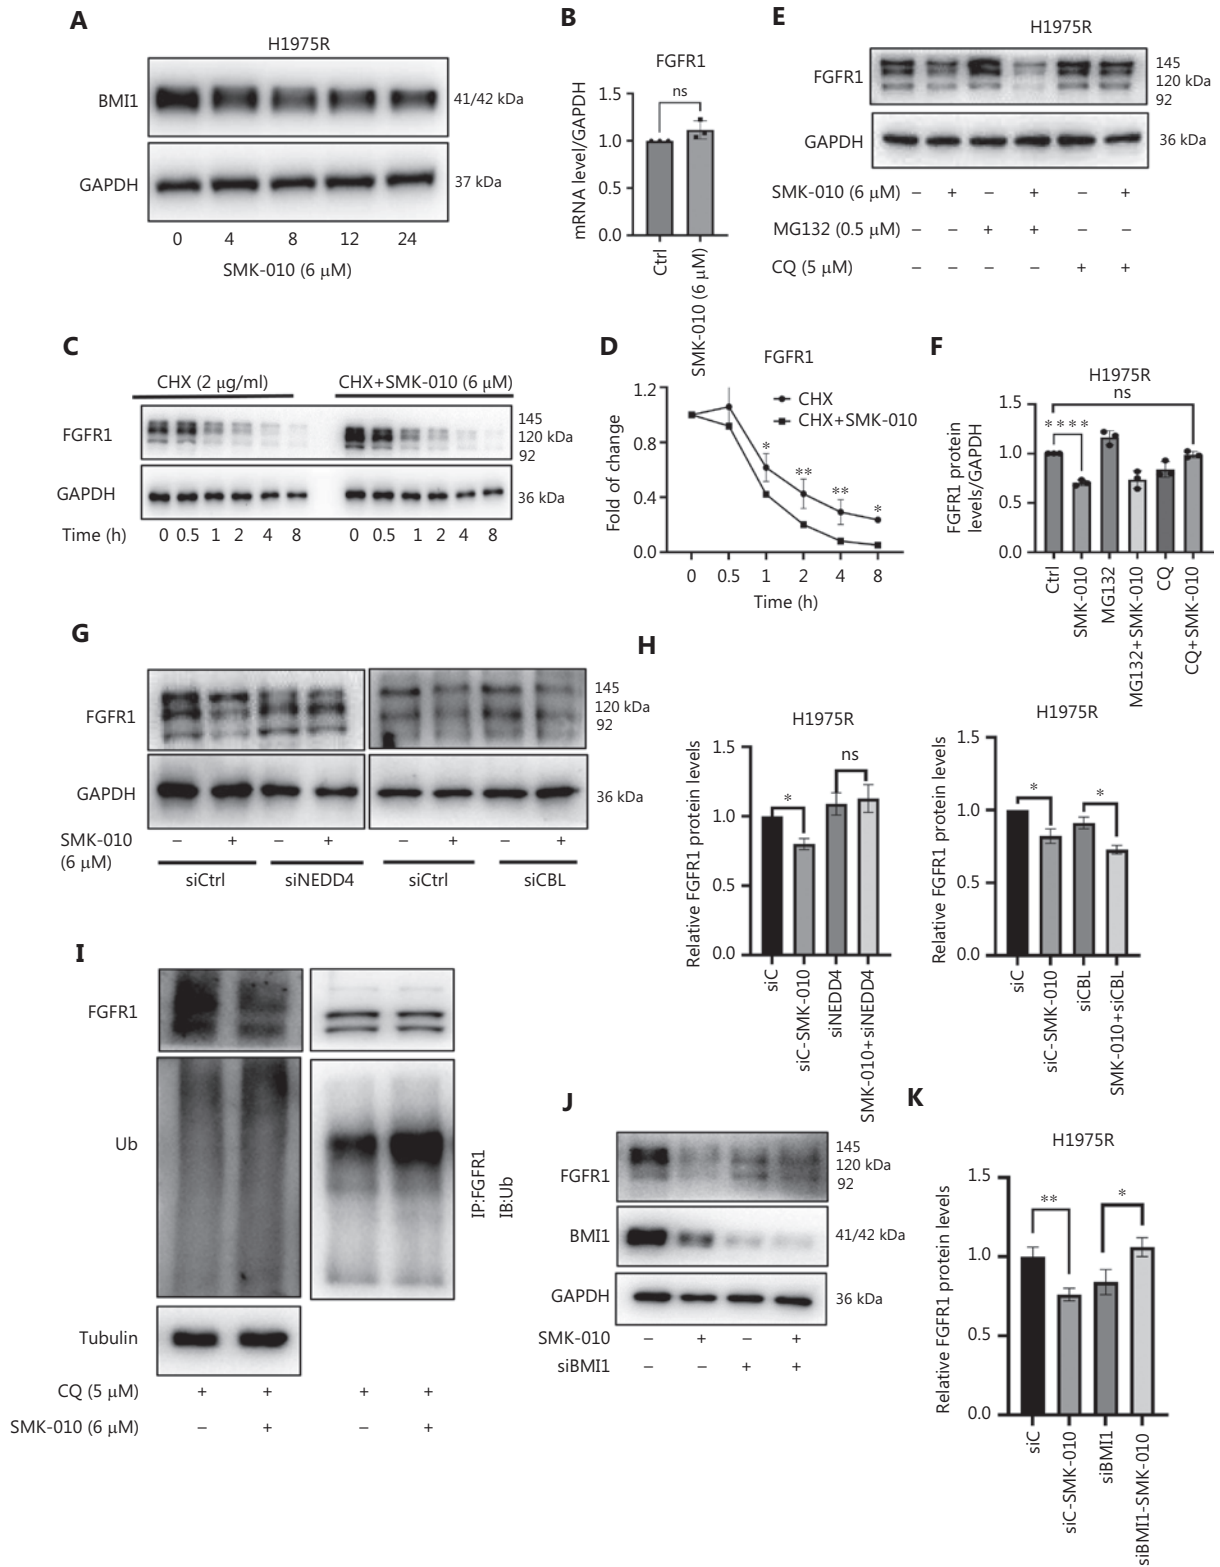 A
H1975R
BMI1
41/42 kDa
GAPDH
37 kDa
0 4 8 12 24
SMK-010 (6 μM)
B
FGFR1
ns
mRNA level/GAPDH
1.5
1.0
0.5
0.0
Ctrl
SMK-010 (6 μM)
E
H1975R
FGFR1
145
120 kDa
92
GAPDH
36 kDa
SMK-010 (6 μM) – + – + – +
MG132 (0.5 μM) – – + + – –
CQ (5 μM) – – – – + +
C
CHX (2 μg/ml) CHX+SMK-010 (6 μM)
FGFR1
145
120 kDa
92
GAPDH
36 kDa
Time (h) 0 0.5 1 2 4 8 0 0.5 1 2 4 8
D
FGFR1
CHX
CHX+SMK-010
Fold of change
1.2
0.8
0.4
0.0
* ** ** *
0 0.5 1 2 4 8
Time (h)
F
H1975R
ns
****
FGFR1 protein
levels/GAPDH
1.5
1.0
0.5
0.0
Ctrl
SMK-010
MG132
MG132+SMK-010
CQ
CQ+SMK-010
G
FGFR1
145
120 kDa
92
GAPDH
36 kDa
SMK-010 – + – + – + – +
(6 μM)
siCtrl siNEDD4 siCtrl siCBL
H
H1975R
Relative FGFR1 protein levels
1.5
1.0
0.5
0.0
* ns
siC
siC-SMK-010
siNEDD4
SMK-010+siNEDD4
H1975R
Relative FGFR1 protein levels
1.5
1.0
0.5
0.0
* *
siC
siC-SMK-010
siCBL
SMK-010+siCBL
I
FGFR1
Ub
IP:FGFR1
IB:Ub
Tubulin
CQ (5 μM) + + + +
SMK-010 (6 μM) – + – +
J
FGFR1
145
120 kDa
92
BMI1
41/42 kDa
GAPDH
36 kDa
SMK-010 – + – +
siBMI1 – – + +
K
H1975R
Relative FGFR1 protein levels
1.5
1.0
0.5
0.0
** *
siC
siC-SMK-010
siBMI1
siBMI1-SMK-010